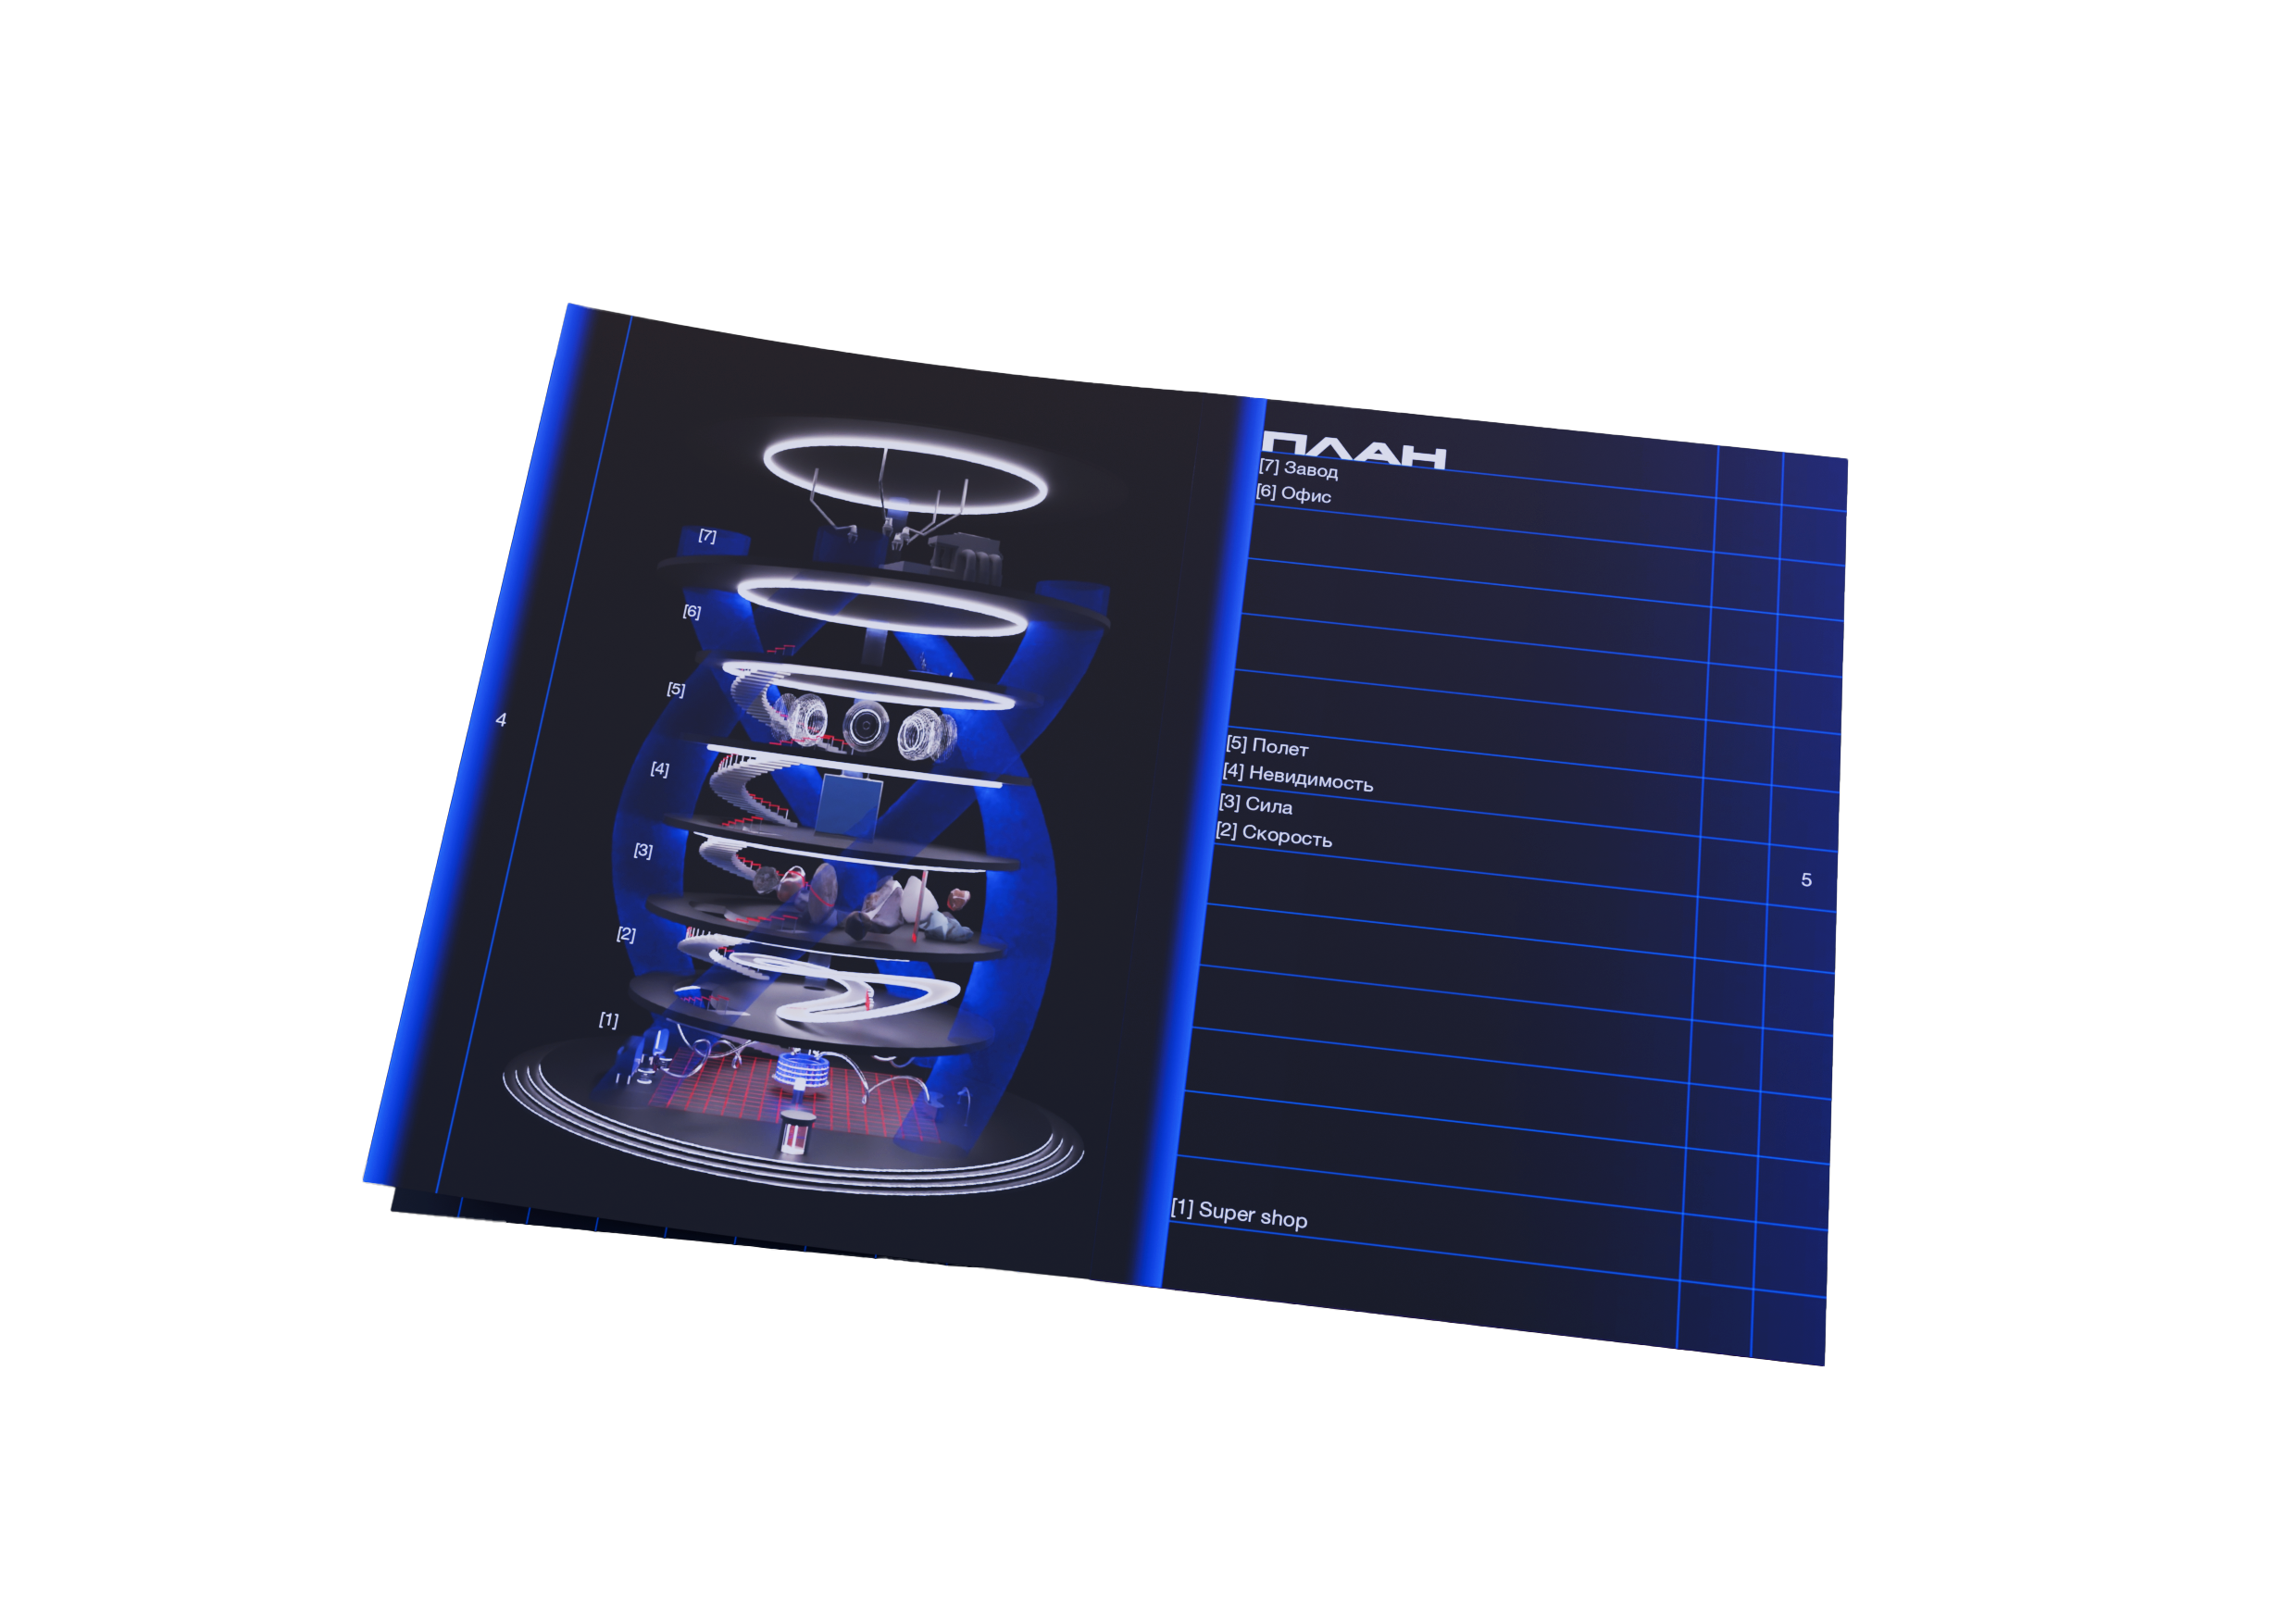 [7]
[6]
[5]
4
[4]
[3]
[2]
[1]
ПЛАН
[7] Завод
[6] Офис
[5] Полет
[4] Невидимость
[3] Сила
[2] Скорость
5
[1] Super shop